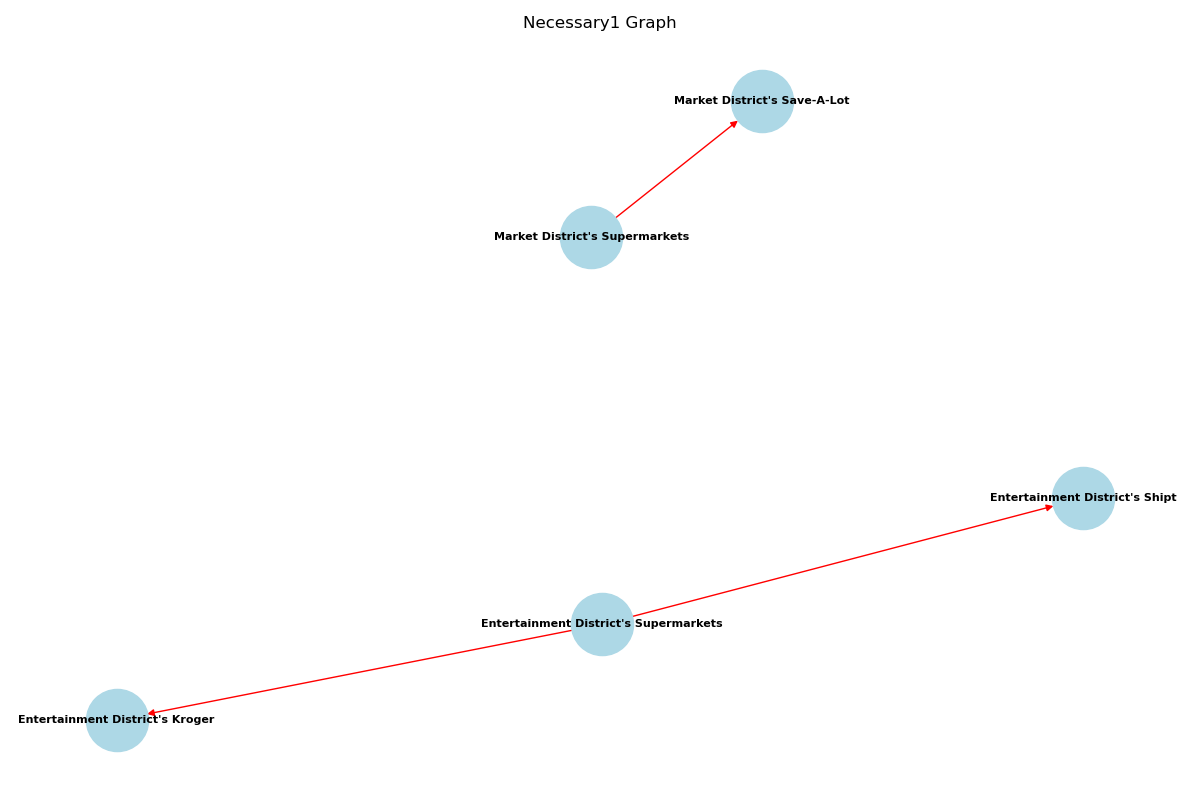 Necessary1 Graph
Market District's Save-A-Lot
Market District's Supermarkets
Entertainment District's Shipt
Entertainment District's Supermarkets
Entertainment District's Kroger